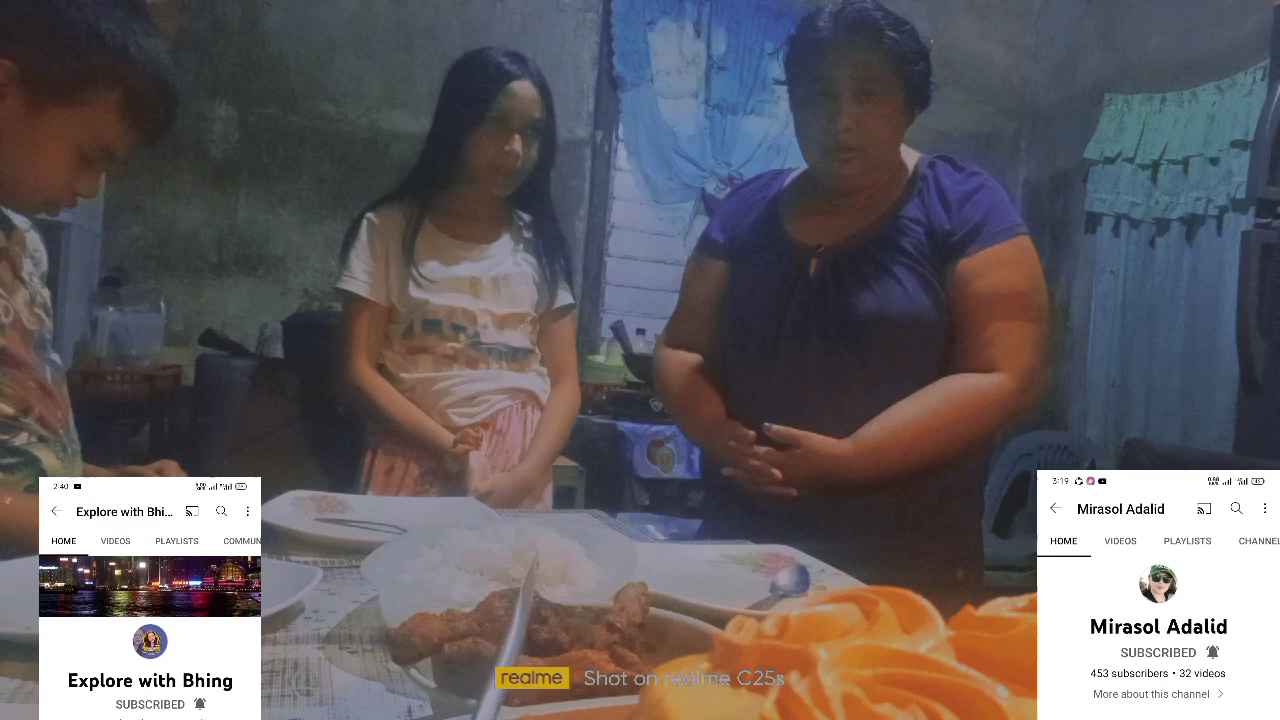 2:40
Explore with Bhi...
HOME VIDEOS PLAYLISTS COMMUN
Explore with Bhing
SUBSCRIBED
realme Shot on realme C25s
3:19
Mirasol Adalid
HOME VIDEOS PLAYLISTS CHANNEL
Mirasol Adalid
SUBSCRIBED
453 subscribers • 32 videos
More about this channel